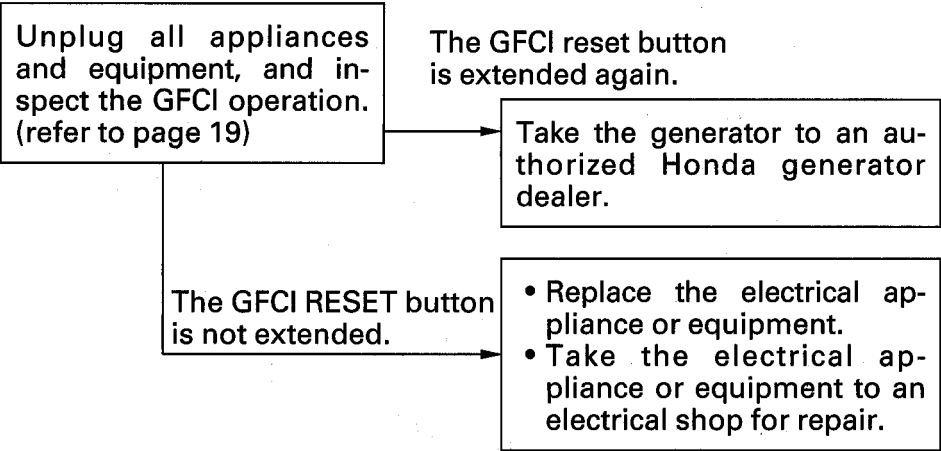 Unplug all appliances
and equipment, and in-
spect the GFCI operation.
(refer to page 19)
The GFCI reset button
is extended again.
Take the generator to an au-
thorized Honda generator
dealer.
The GFCI RESET button
is not extended.
• Replace the electrical ap-
pliance or equipment.
• Take the electrical ap-
pliance or equipment to an
electrical shop for repair.